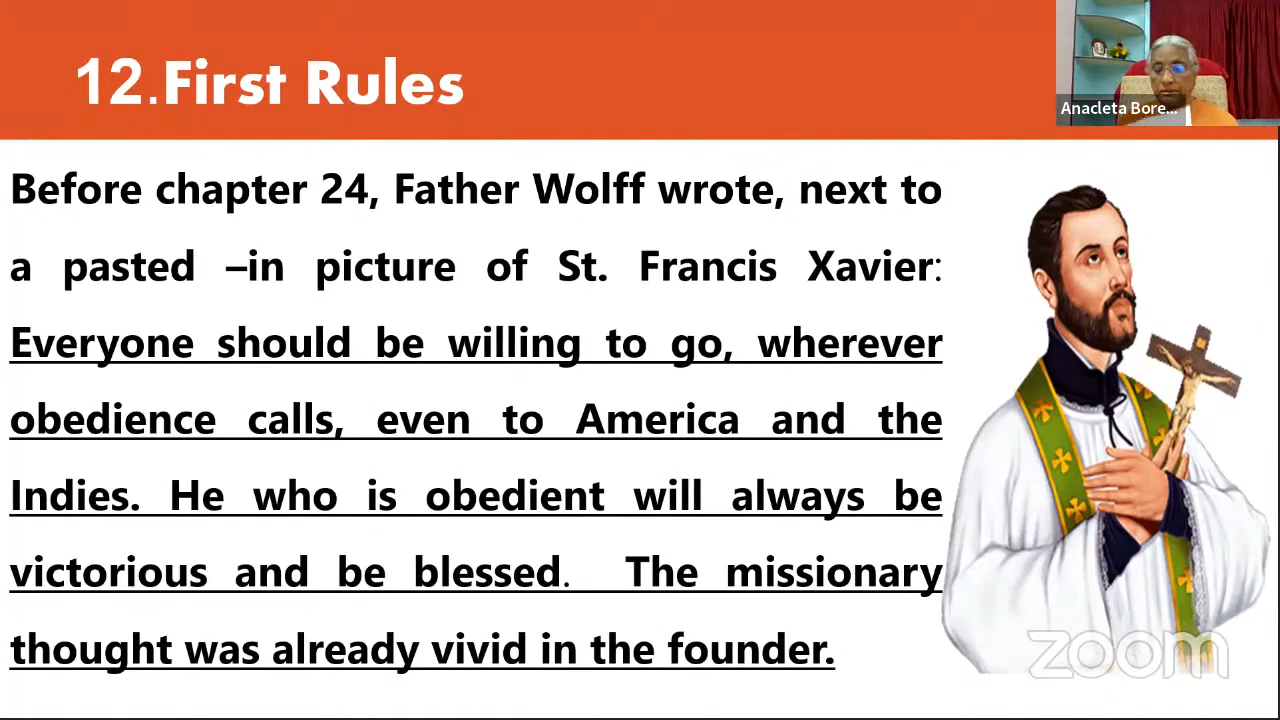 12.First Rules
Anacleta Bore...
Before chapter 24, Father Wolff wrote, next to
a pasted –in picture of St. Francis Xavier:
Everyone should be willing to go, wherever
obedience calls, even to America and the
Indies. He who is obedient will always be
victorious and be blessed. The missionary
thought was already vivid in the founder.
zoom